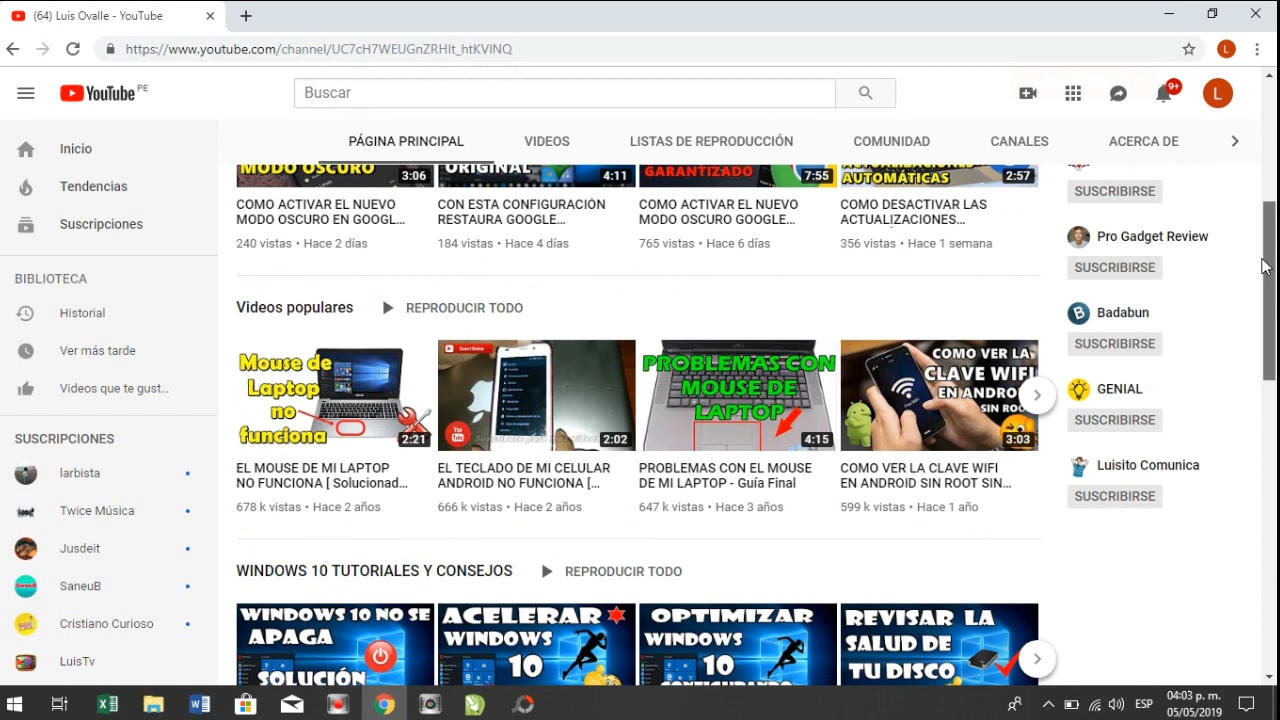 (64) Luis Ovalle - YouTube
https://www.youtube.com/channel/UC7cH7WEUGnZRHlt_htKVlNQ
YouTube PE
Buscar
9+
L
PÁGINA PRINCIPAL
VIDEOS
LISTAS DE REPRODUCCIÓN
COMUNIDAD
CANALES
ACERCA DE
Inicio
Tendencias
Suscripciones
BIBLIOTECA
Historial
Ver más tarde
Videos que te gust...
SUSCRIPCIONES
larbista
Twice Música
Jusdeit
SaneuB
Cristiano Curioso
LuisTv
MODO OSCURO
3:06
ORIGINAL
4:11
GARANTIZADO
7:55
ACTUALIZACIONES
AUTOMÁTICAS
2:57
COMO ACTIVAR EL NUEVO
MODO OSCURO EN GOOGL...
240 vistas • Hace 2 días
CON ESTA CONFIGURACIÓN
RESTAURA GOOGLE...
184 vistas • Hace 4 días
COMO ACTIVAR EL NUEVO
MODO OSCURO GOOGLE...
765 vistas • Hace 6 días
COMO DESACTIVAR LAS
ACTUALIZACIONES...
356 vistas • Hace 1 semana
Videos populares
REPRODUCIR TODO
Mouse de
Laptop
no
funciona
2:21
Suscribete
You
Tube
2:02
PROBLEMAS CON
MOUSE DE
LAPTOP
4:15
COMO VER LA
CLAVE WIFI
EN ANDROID
SIN ROOT
3:03
EL MOUSE DE MI LAPTOP
NO FUNCIONA [ Solucionad...
678 k vistas • Hace 2 años
EL TECLADO DE MI CELULAR
ANDROID NO FUNCIONA [...
666 k vistas • Hace 2 años
PROBLEMAS CON EL MOUSE
DE MI LAPTOP - Guía Final
647 k vistas • Hace 3 años
COMO VER LA CLAVE WIFI
EN ANDROID SIN ROOT SIN...
599 k vistas • Hace 1 año
WINDOWS 10 TUTORIALES Y CONSEJOS
REPRODUCIR TODO
WINDOWS 10 NO SE
APAGA
SOLUCIÓN
ACELERAR
WINDOWS
10
OPTIMIZAR
WINDOWS
10
REVISAR LA
SALUD DE
TU DISCO
SUSCRIBIRSE
Pro Gadget Review
SUSCRIBIRSE
Badabun
SUSCRIBIRSE
GENIAL
SUSCRIBIRSE
Luisito Comunica
SUSCRIBIRSE
ESP
04:03 p. m.
05/05/2019